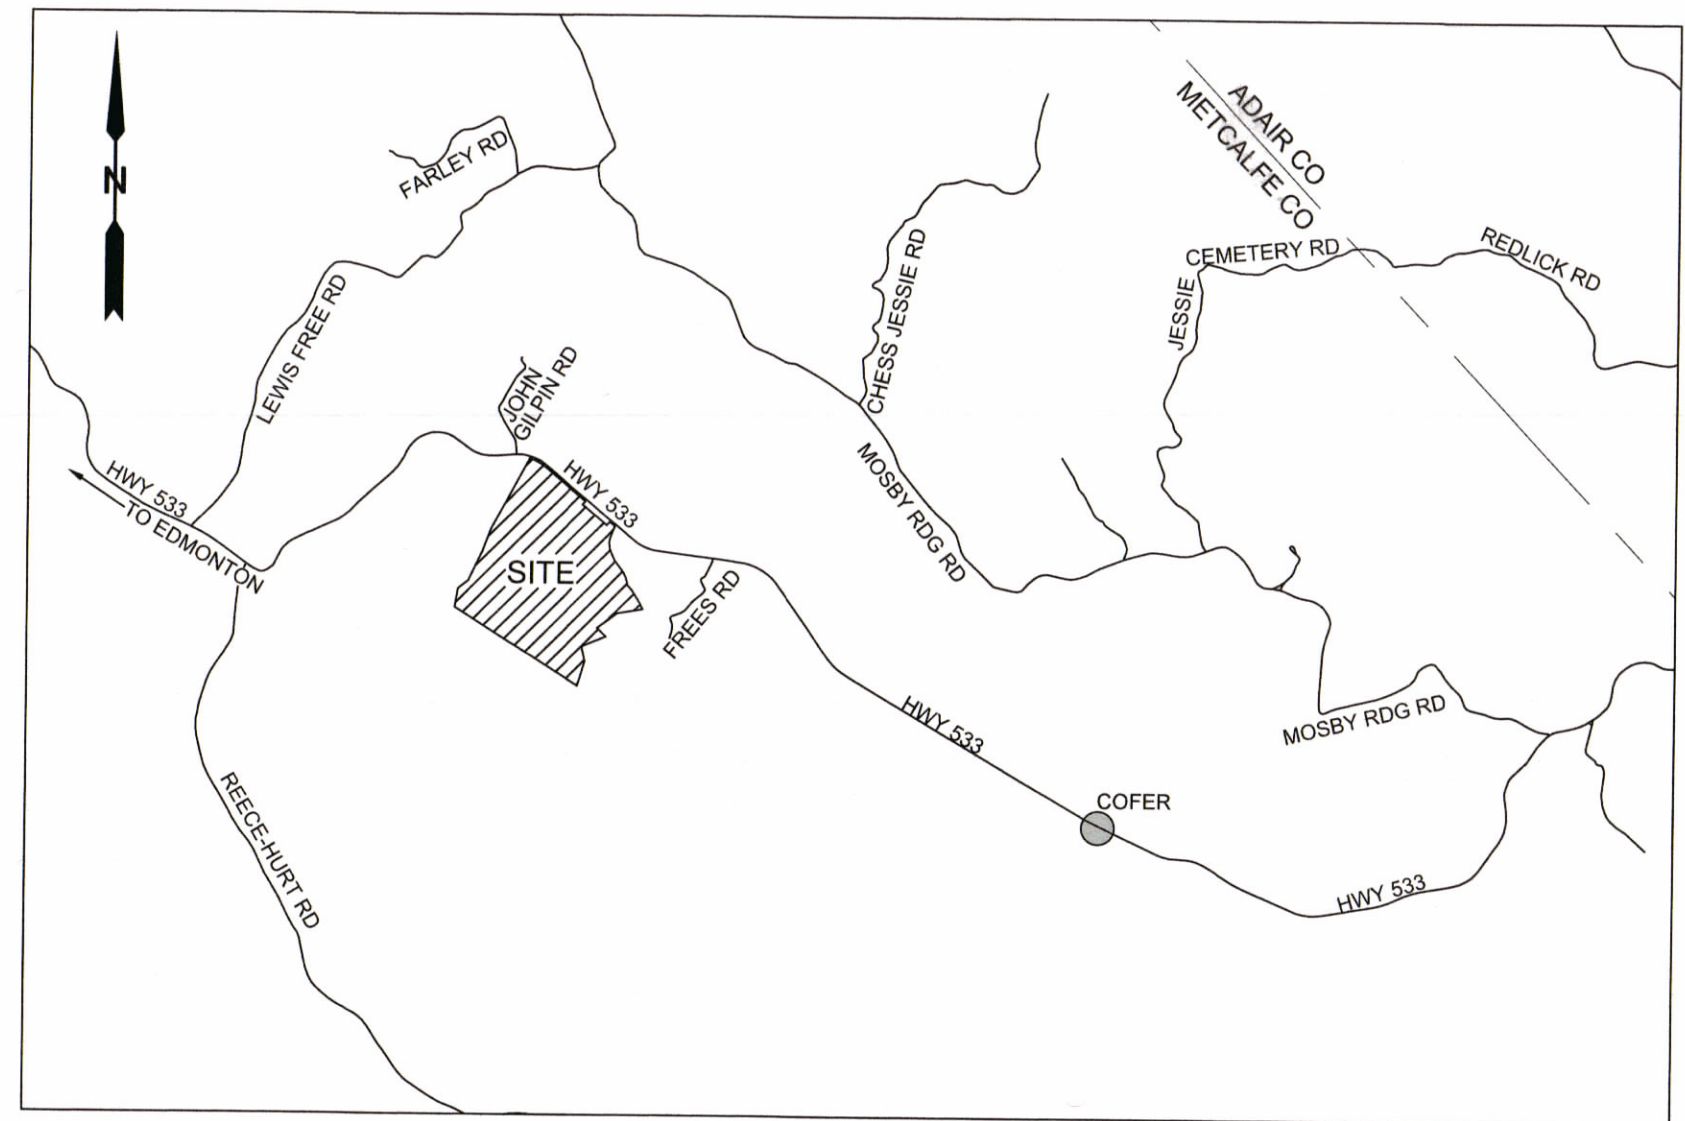 N
ADAIR CO
METCALFE CO
FARLEY RD
CEMETERY RD
REDLICK RD
JESSIE
CHESS JESSIE RD
LEWIS FREE RD
JOHN
GILPIN RD
HWY 533
HWY 533
TO EDMONTON
SITE
FREES RD
MOSBY RDG RD
HWY 533
MOSBY RDG RD
COFER
REECE-HURT RD
HWY 533